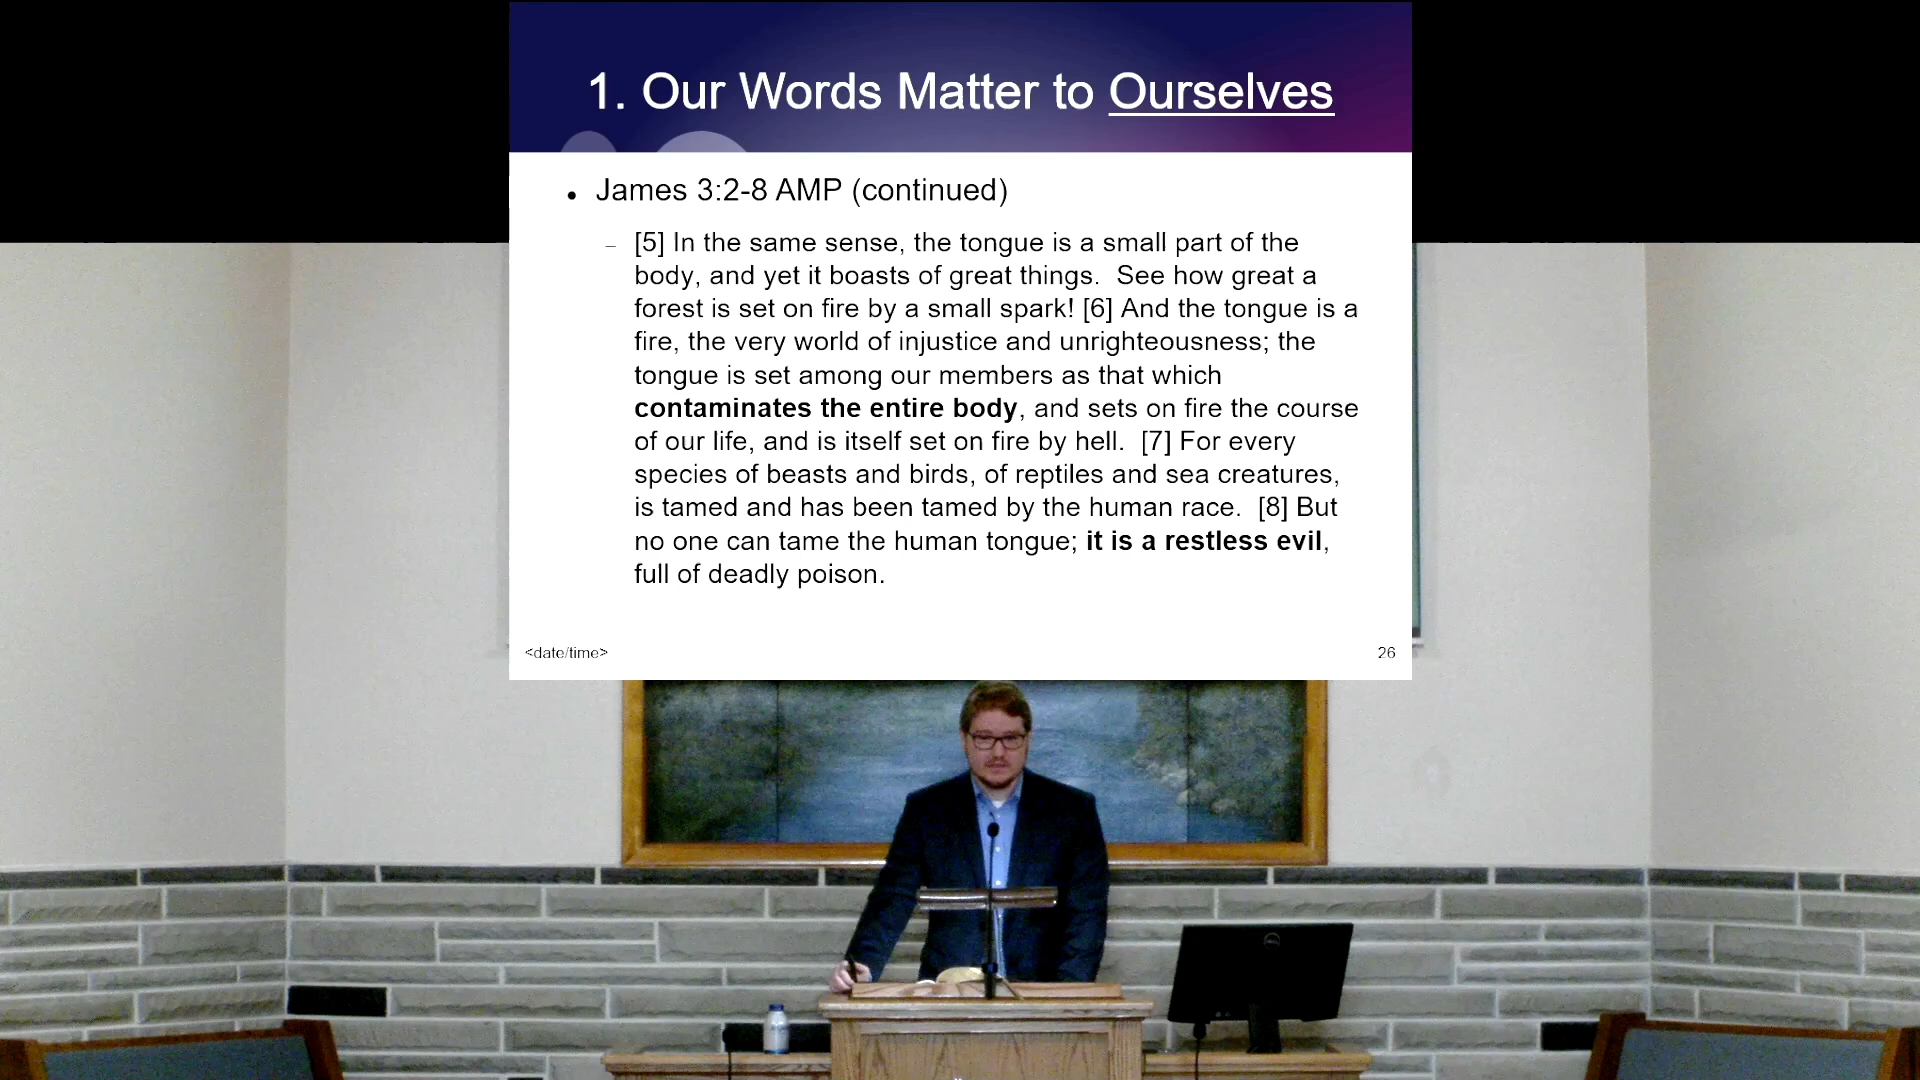 1. Our Words Matter to Ourselves
• James 3:2-8 AMP (continued)
– [5] In the same sense, the tongue is a small part of the
body, and yet it boasts of great things.  See how great a
forest is set on fire by a small spark! [6] And the tongue is a
fire, the very world of injustice and unrighteousness; the
tongue is set among our members as that which
contaminates the entire body, and sets on fire the course
of our life, and is itself set on fire by hell.  [7] For every
species of beasts and birds, of reptiles and sea creatures,
is tamed and has been tamed by the human race.  [8] But
no one can tame the human tongue; it is a restless evil,
full of deadly poison.
<date/time>
26
DELL